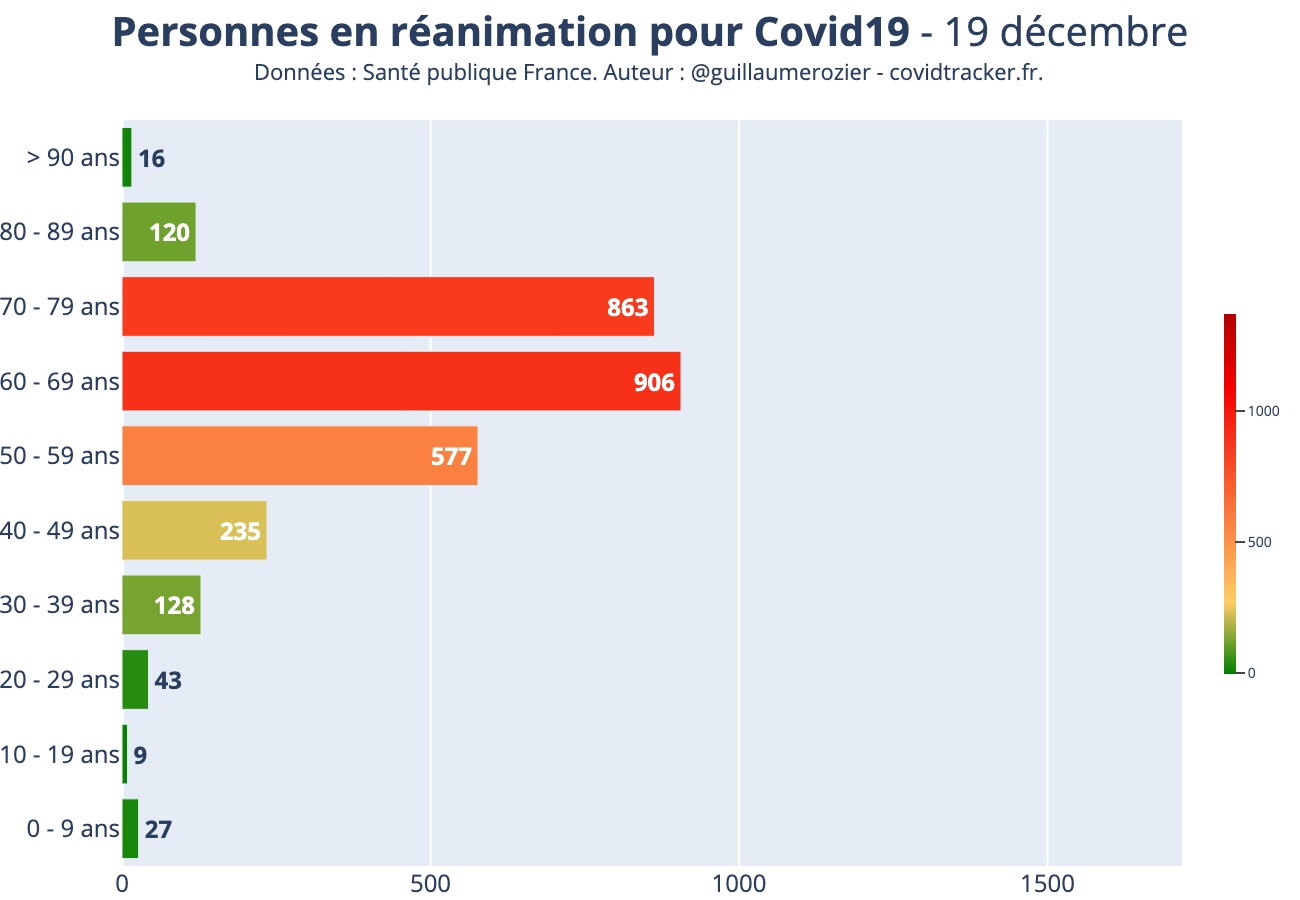 Personnes en réanimation pour Covid19 - 19 décembre
Données : Santé publique France. Auteur : @guillaumerozier - covidtracker.fr.
> 90 ans 16
80 - 89 ans 120
70 - 79 ans 863
60 - 69 ans 906
50 - 59 ans 577
40 - 49 ans 235
30 - 39 ans 128
20 - 29 ans 43
10 - 19 ans 9
0 - 9 ans 27
0 500 1000 1500
1000
500
0